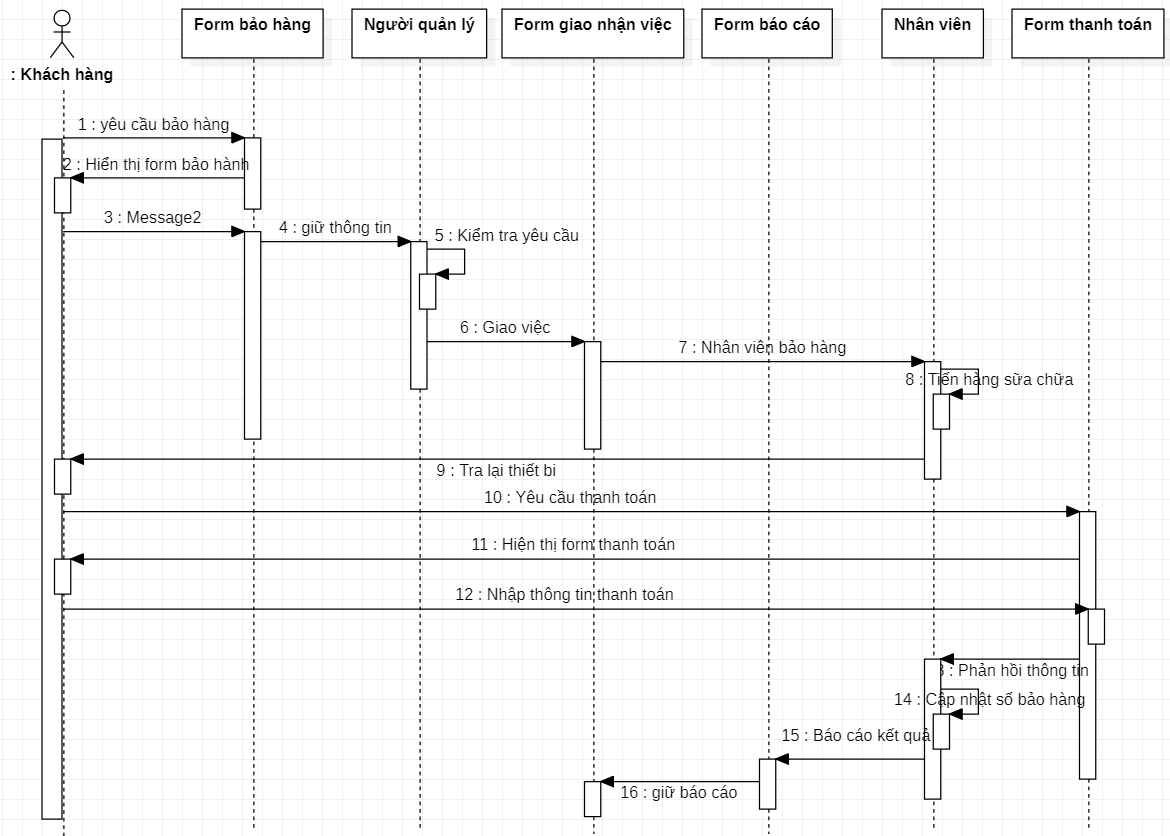 Form bảo hàng
Người quản lý
Form giao nhận việc
Form báo cáo
Nhân viên
Form thanh toán
: Khách hàng
1 : yêu cầu bảo hàng
2 : Hiển thị form bảo hành
3 : Message2
4 : giữ thông tin
5 : Kiểm tra yêu cầu
6 : Giao việc
7 : Nhân viên bảo hàng
8 : Tiến hàng sữa chữa
9 : Tra lại thiết bi
10 : Yêu cầu thanh toán
11 : Hiện thị form thanh toán
12 : Nhập thông tin thanh toán
: Phản hồi thông tin
14 : Cập nhật số bảo hàng
15 : Báo cáo kết quả
16 : giữ báo cáo